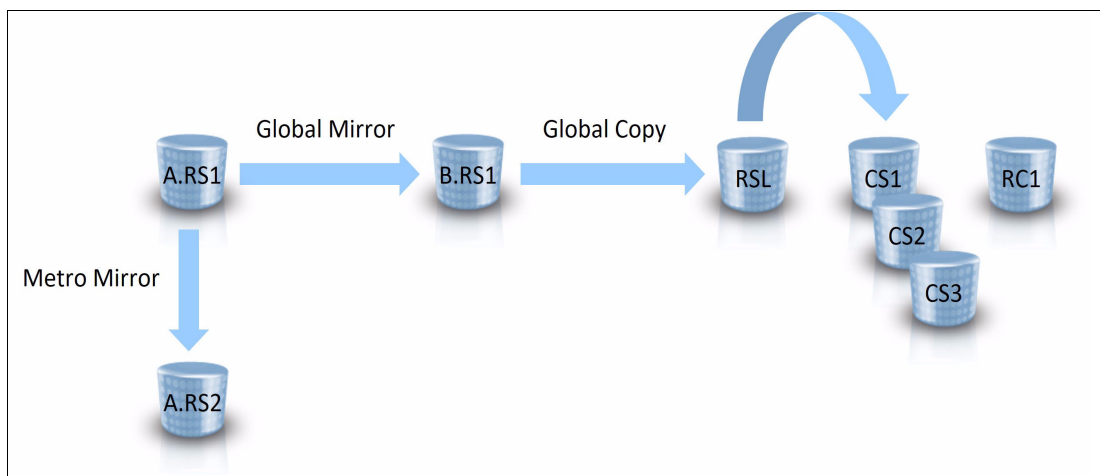 Global Mirror
Global Copy
A.RS1
B.RS1
RSL
CS1
RC1
CS2
Metro Mirror
CS3
A.RS2